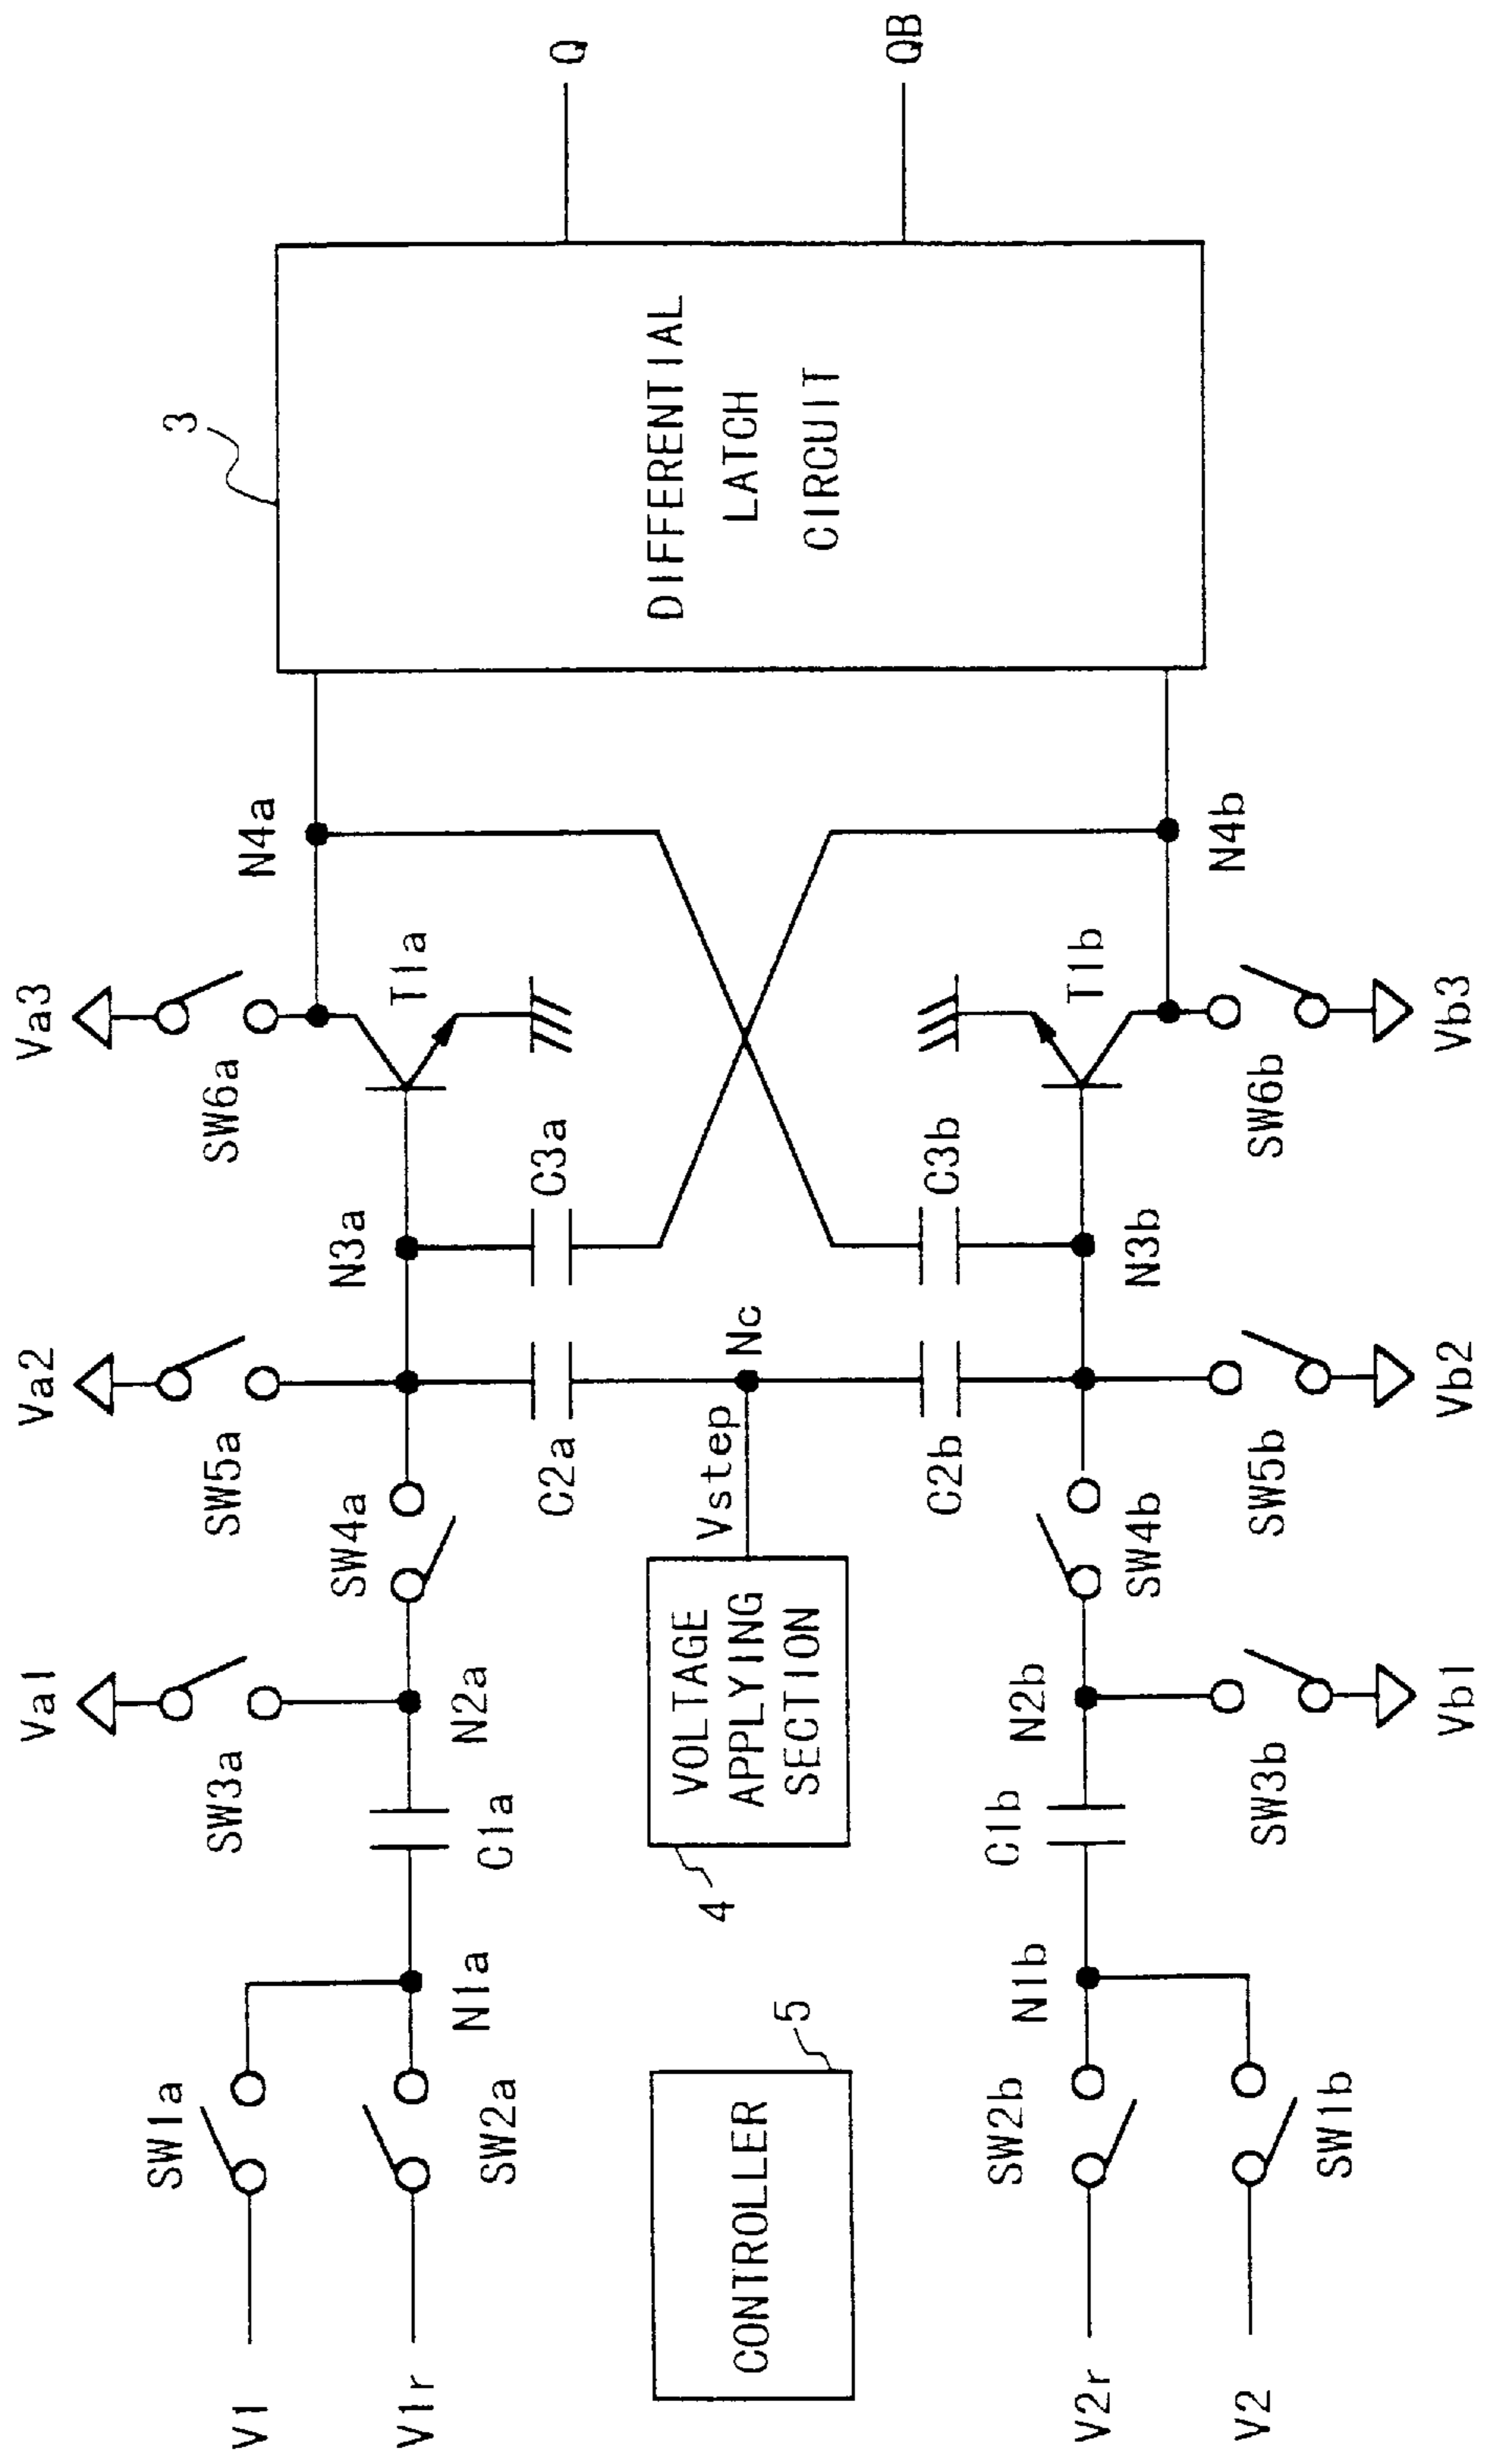 Va1
Va2
Va3
SW3a
SW5a
SW6a
3
V1
SW1a
V1r
SW2a
N1a
C1a
N2a
SW4a
N3a
T1a
N4a
C2a
C3a
Q
CONTROLLER
5
4
VOLTAGE
APPLYING
SECTION
Vstep
Nc
DIFFERENTIAL
LATCH
CIRCUIT
C2b
C3b
QB
V2r
SW2b
N1b
C1b
N2b
SW4b
N3b
T1b
N4b
V2
SW1b
SW3b
SW5b
SW6b
Vb1
Vb2
Vb3